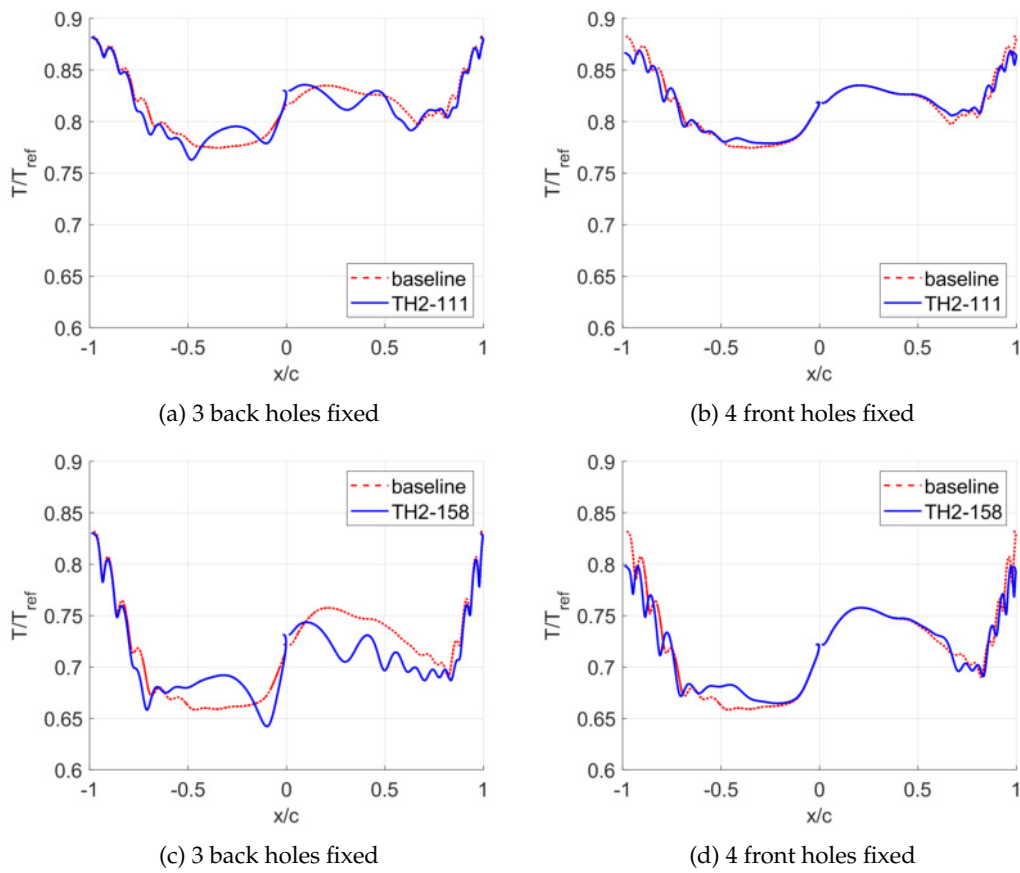 0.9
0.85
0.8
0.75
0.7
0.65
0.6
T/T_ref
baseline
TH2-111
-1 -0.5 0 0.5 1
x/c
(a) 3 back holes fixed
0.9
0.85
0.8
0.75
0.7
0.65
0.6
T/T_ref
baseline
TH2-111
-1 -0.5 0 0.5 1
x/c
(b) 4 front holes fixed
0.9
0.85
0.8
0.75
0.7
0.65
0.6
T/T_ref
baseline
TH2-158
-1 -0.5 0 0.5 1
x/c
(c) 3 back holes fixed
0.9
0.85
0.8
0.75
0.7
0.65
0.6
T/T_ref
baseline
TH2-158
-1 -0.5 0 0.5 1
x/c
(d) 4 front holes fixed